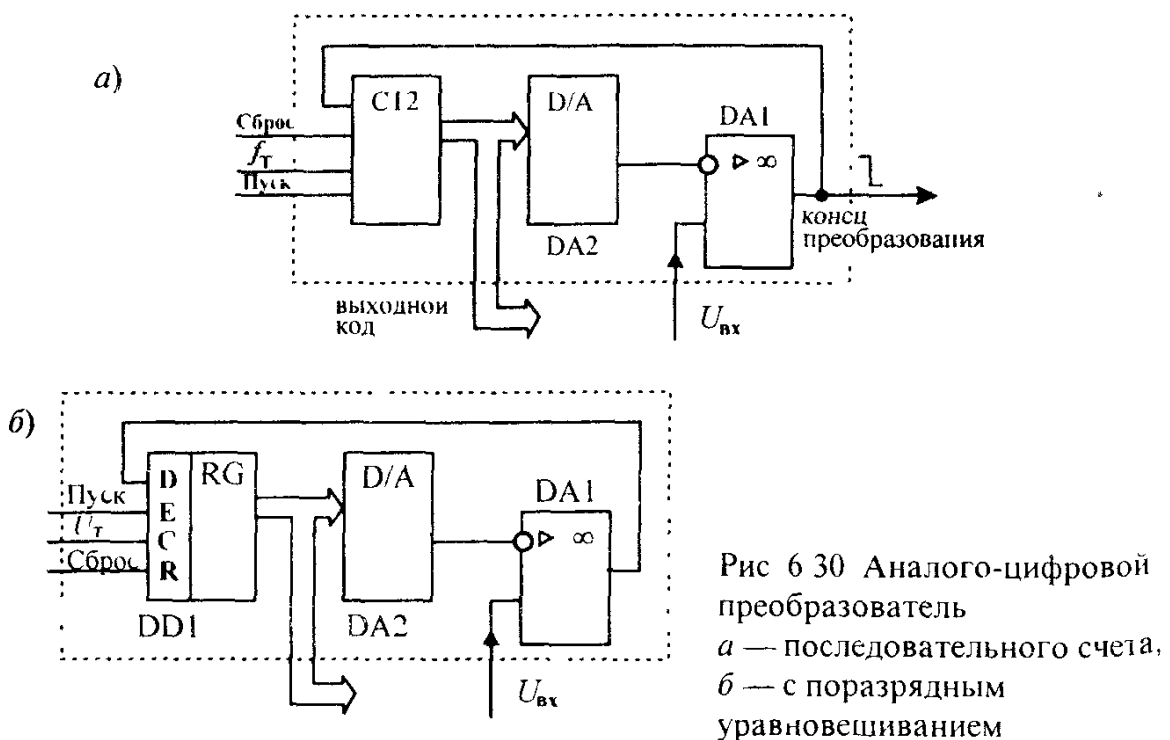 а)
Сброс
fт
Пуск
СТ2
D/A
DA2
DA1
▷ ∞
конец
преобразования
выходной
код
Uвх
б)
Пуск
Uт
Сброс
D
E
C
R
RG
DD1
D/A
DA2
DA1
▷ ∞
Uвх
Рис 6 30 Аналого-цифровой
преобразователь
а — последовательного счета,
б — с поразрядным
уравновешиванием